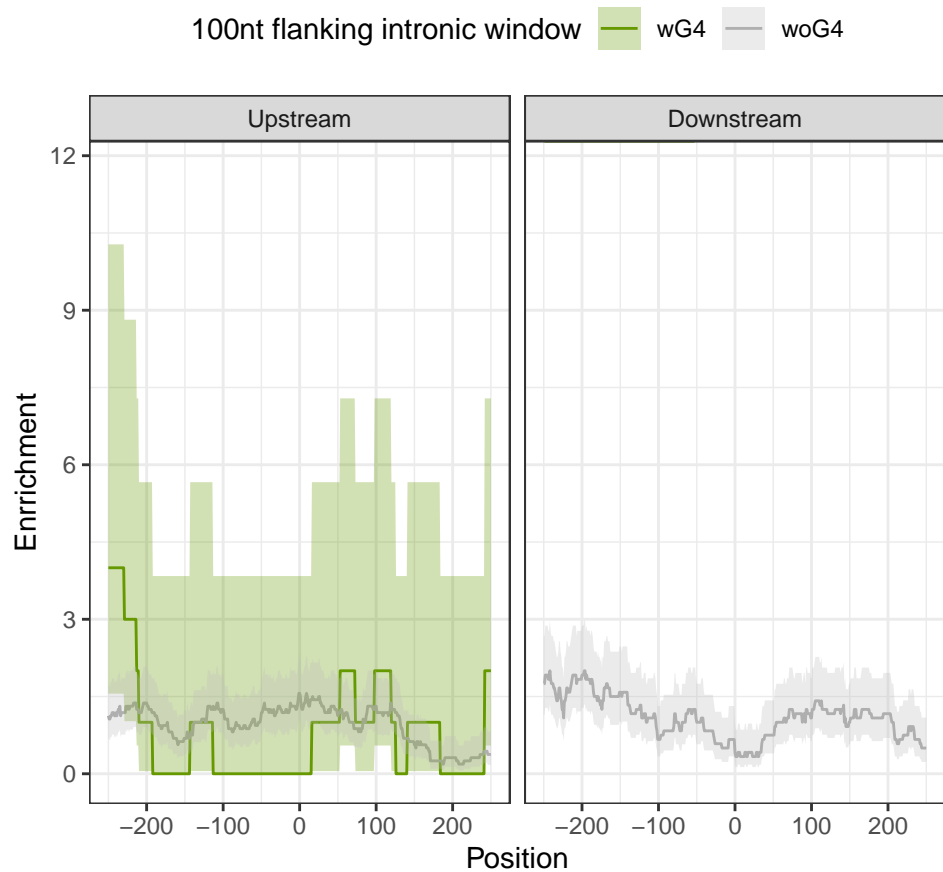 100nt flanking intronic window wG4 woG4
Upstream Downstream
12
9
6
3
0
Enrrichment
−200 −100 0 100 200 −200 −100 0 100 200
Position